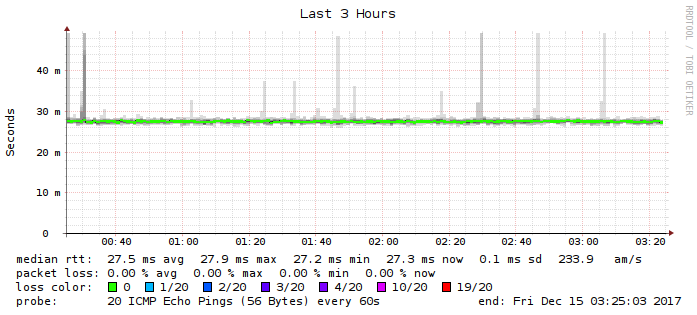 Last 3 Hours
RRDTOOL / TOBI OETIKER
Seconds
40 m
30 m
20 m
10 m
0
00:40 01:00 01:20 01:40 02:00 02:20 02:40 03:00 03:20
median rtt: 27.5 ms avg 27.9 ms max 27.2 ms min 27.3 ms now 0.1 ms sd 233.9 am/s
packet loss: 0.00 % avg 0.00 % max 0.00 % min 0.00 % now
loss color: 0 1/20 2/20 3/20 4/20 10/20 19/20
probe: 20 ICMP Echo Pings (56 Bytes) every 60s end: Fri Dec 15 03:25:03 2017